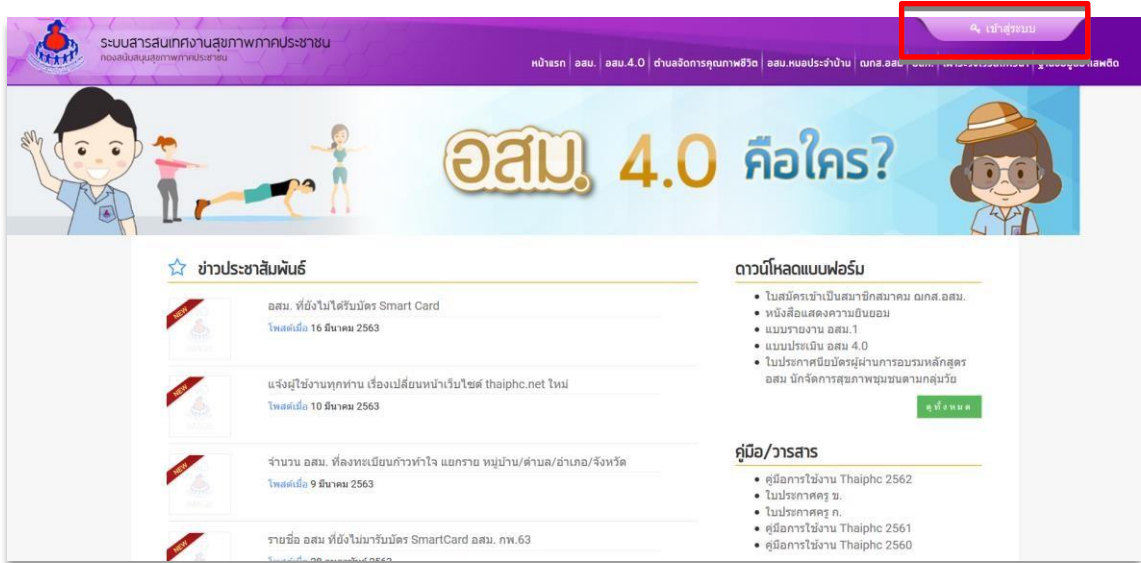 เข้าสู่ระบบ
ระบบสารสนเทศงานสุขภาพภาคประชาชน
กองสนับสนุนสุขภาพภาคประชาชน
หน้าแรก อสม. อสม.4.0 ตำบลจัดการคุณภาพชีวิต อสม.หมอประจำบ้าน ฌกส.อสม
อสม. 4.0 คือใคร?
ข่าวประชาสัมพันธ์
NEW
อสม. ที่ยังไม่ได้รับบัตร Smart Card
โพสต์เมื่อ 16 มีนาคม 2563
NEW
แจ้งผู้ใช้งานทุกท่าน เรื่องเปลี่ยนหน้าเว็บไซต์ thaiphc.net ใหม่
โพสต์เมื่อ 10 มีนาคม 2563
NEW
จำนวน อสม. ที่ลงทะเบียนก้าวท้าใจ แยกราย หมู่บ้าน/ตำบล/อำเภอ/จังหวัด
โพสต์เมื่อ 9 มีนาคม 2563
NEW
รายชื่อ อสม ที่ยังไม่มารับบัตร SmartCard อสม. กพ.63
ดาวน์โหลดแบบฟอร์ม
ใบสมัครเข้าเป็นสมาชิกสมาคม ฌกส.อสม.
หนังสือแสดงความยินยอม
แบบรายงาน อสม.1
แบบประเมิน อสม 4.0
ใบประกาศนียบัตรผู้ผ่านการอบรมหลักสูตร
อสม นักจัดการสุขภาพชุมชนตามกลุ่มวัย
ดูทั้งหมด
คู่มือ/วารสาร
คู่มือการใช้งาน Thaiphc 2562
ใบประกาศครู ข.
ใบประกาศครู ก.
คู่มือการใช้งาน Thaiphc 2561
คู่มือการใช้งาน Thaiphc 2560